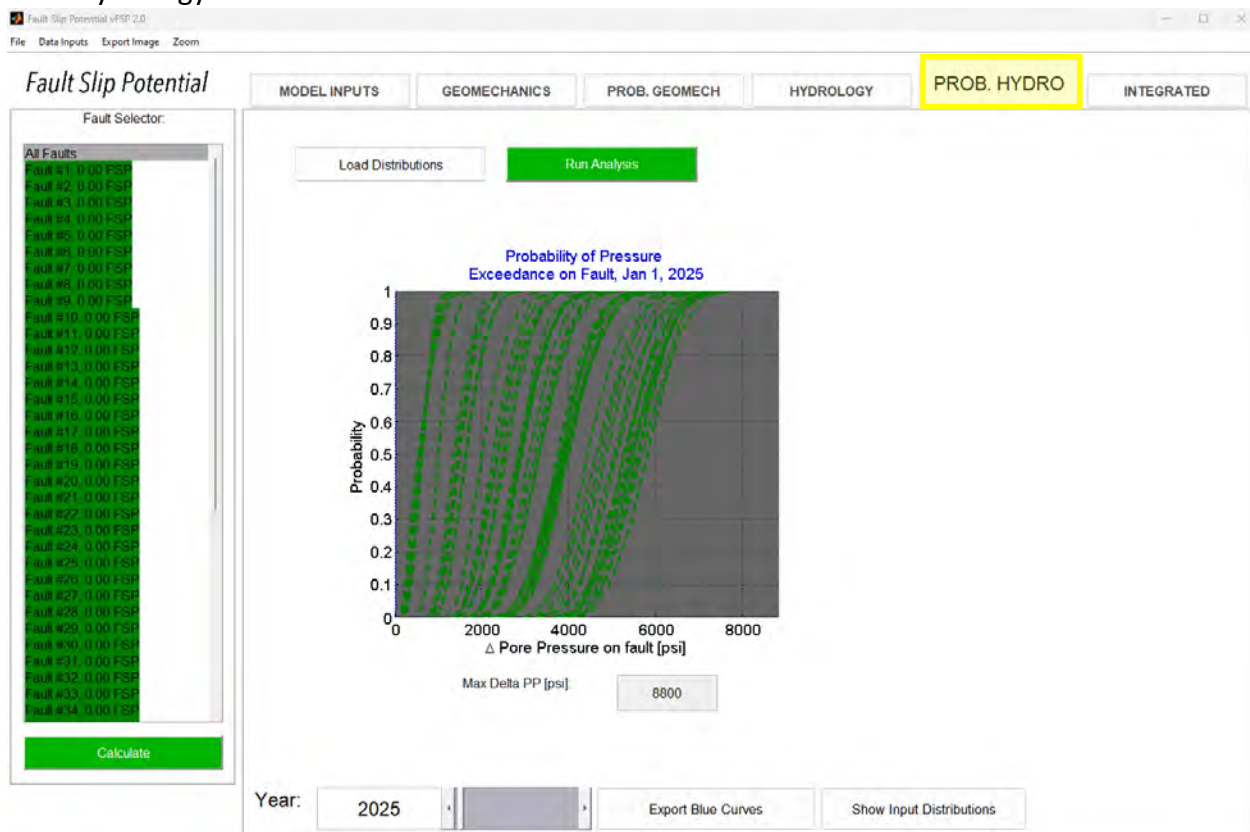 Fault Slip Potential vFSP 2.0
File Data Inputs Export Image Zoom
Fault Slip Potential
MODEL INPUTS GEOMECHANICS PROB. GEOMECH HYDROLOGY PROB. HYDRO INTEGRATED
Fault Selector:
All Faults
Fault #1, 0.00 FSP
Fault #2, 0.00 FSP
Fault #3, 0.00 FSP
Fault #4, 0.00 FSP
Fault #5, 0.00 FSP
Fault #6, 0.00 FSP
Fault #7, 0.00 FSP
Fault #8, 0.00 FSP
Fault #9, 0.00 FSP
Fault #10, 0.00 FSP
Fault #11, 0.00 FSP
Fault #12, 0.00 FSP
Fault #13, 0.00 FSP
Fault #14, 0.00 FSP
Fault #15, 0.00 FSP
Fault #16, 0.00 FSP
Fault #17, 0.00 FSP
Fault #18, 0.00 FSP
Fault #19, 0.00 FSP
Fault #20, 0.00 FSP
Fault #21, 0.00 FSP
Fault #22, 0.00 FSP
Fault #23, 0.00 FSP
Fault #24, 0.00 FSP
Fault #25, 0.00 FSP
Fault #26, 0.00 FSP
Fault #27, 0.00 FSP
Fault #28, 0.00 FSP
Fault #29, 0.00 FSP
Fault #30, 0.00 FSP
Fault #31, 0.00 FSP
Fault #32, 0.00 FSP
Fault #33, 0.00 FSP
Fault #34, 0.00 FSP
Calculate
Load Distributions Run Analysis
Probability of Pressure
Exceedance on Fault, Jan 1, 2025
Probability
1
0.9
0.8
0.7
0.6
0.5
0.4
0.3
0.2
0.1
0
0 2000 4000 6000 8000
Δ Pore Pressure on fault [psi]
Max Delta PP [psi]: 8800
Year: 2025 Export Blue Curves Show Input Distributions